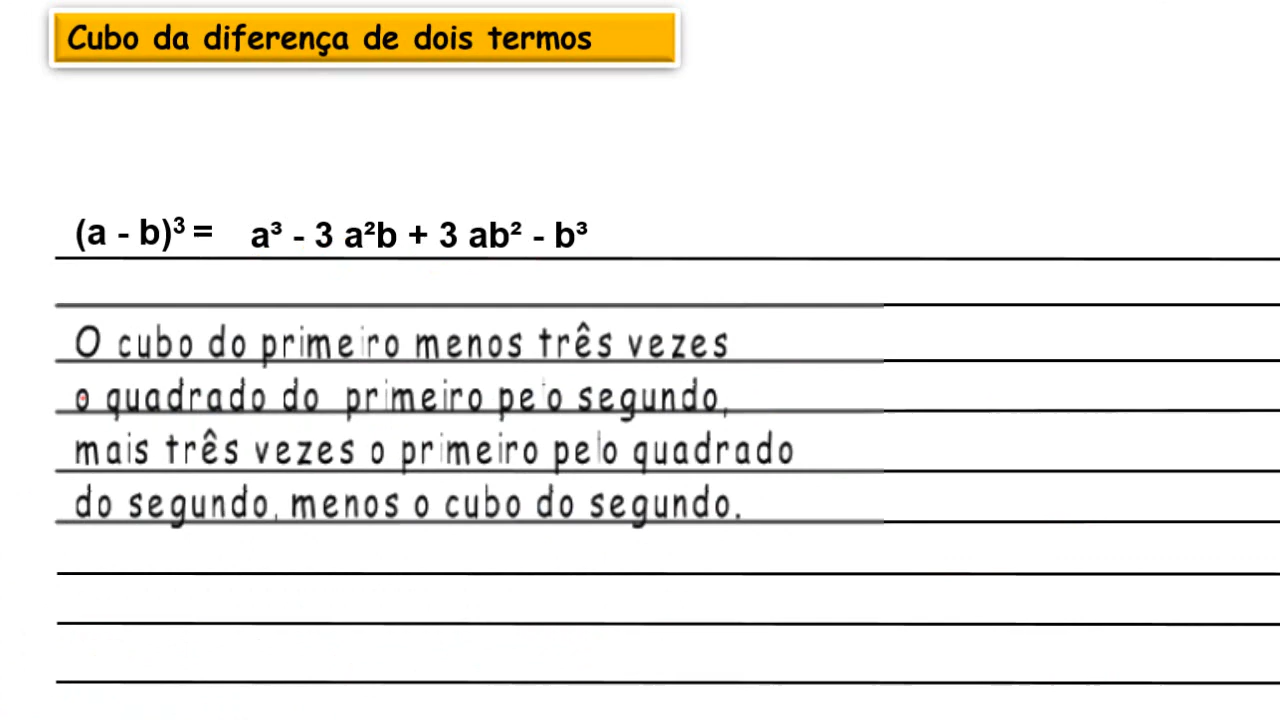 Cubo da diferença de dois termos
(a - b)³ = a³ - 3 a²b + 3 ab² - b³
O cubo do primeiro menos três vezes
o quadrado do primeiro pelo segundo,
mais três vezes o primeiro pelo quadrado
do segundo, menos o cubo do segundo.